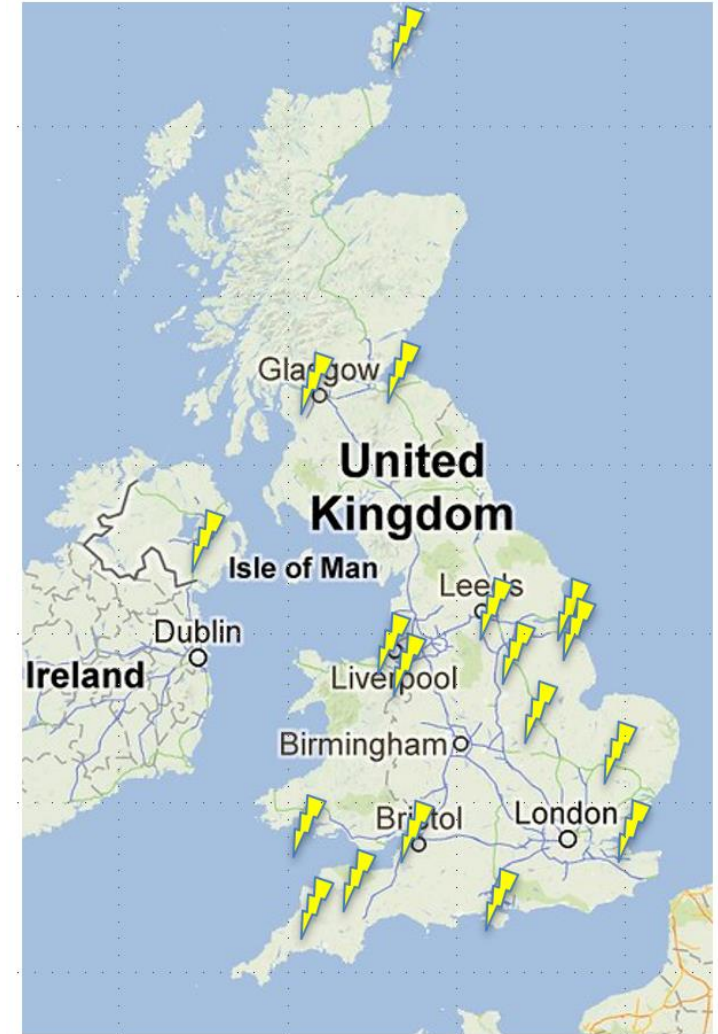 Glasgow
United
Kingdom
Isle of Man
Leeds
Dublin
Ireland
Liverpool
Birmingham
Bristol
London